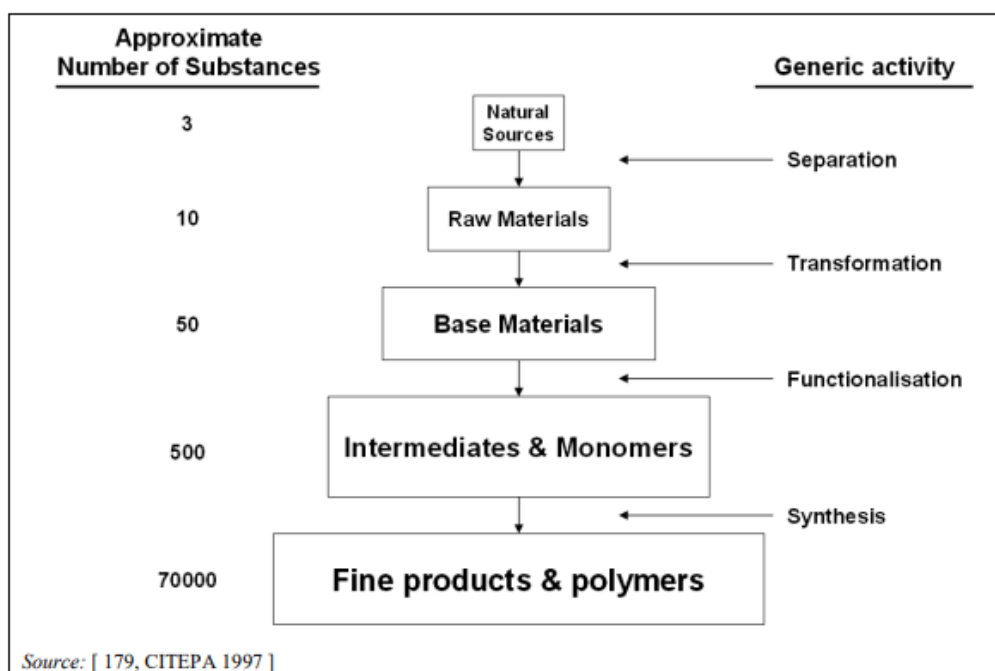 Approximate
Number of Substances
Generic activity
3
Natural
Sources
Separation
10
Raw Materials
Transformation
50
Base Materials
Functionalisation
500
Intermediates & Monomers
Synthesis
70000
Fine products & polymers
Source: [ 179, CITEPA 1997 ]